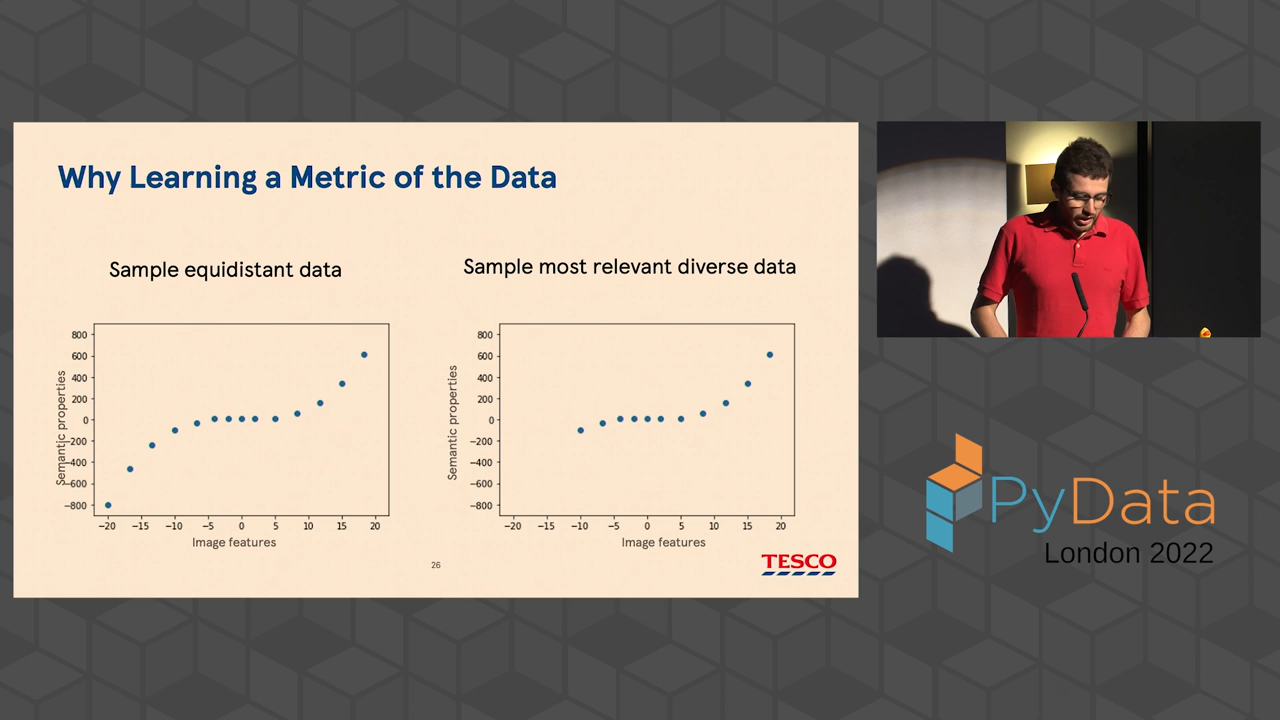 Why Learning a Metric of the Data
Sample equidistant data
Semantic properties
800
600
400
200
0
−200
−400
−600
−800
−20 −15 −10 −5 0 5 10 15 20
Image features
Sample most relevant diverse data
Semantic properties
800
600
400
200
0
−200
−400
−600
−800
−20 −15 −10 −5 0 5 10 15 20
Image features
26
TESCO
PyData
London 2022